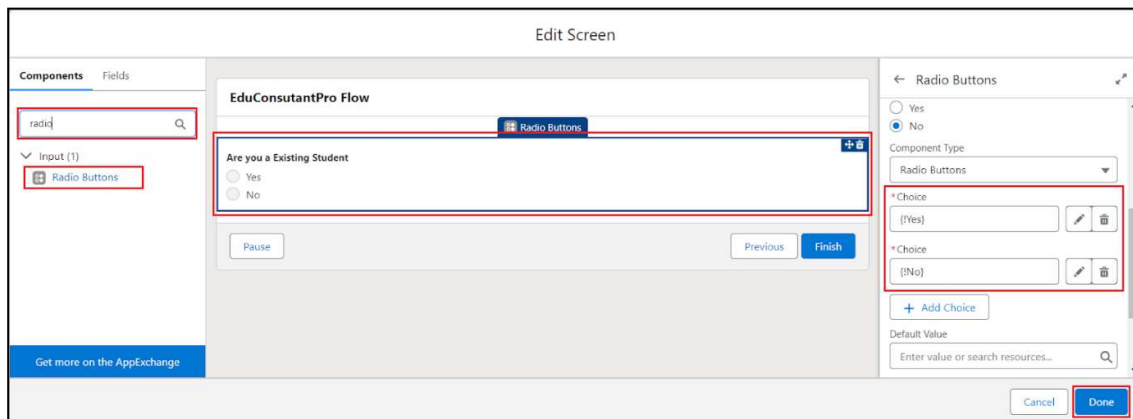 Edit Screen
Components Fields
radio
Input (1)
Radio Buttons
Get more on the AppExchange
EduConsutantPro Flow
Radio Buttons
Are you a Existing Student
Yes
No
Pause
Previous
Finish
Radio Buttons
Yes
No
Component Type
Radio Buttons
*Choice
{!Yes}
*Choice
{!No}
+ Add Choice
Default Value
Enter value or search resources...
Cancel
Done